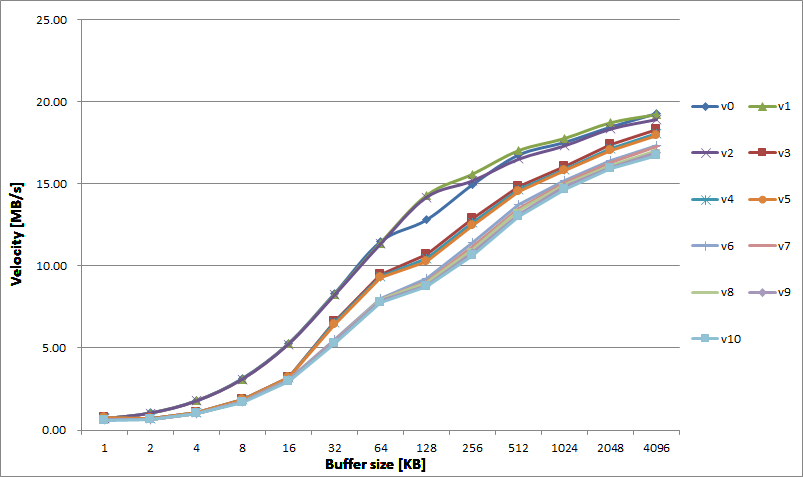 25.00
20.00
15.00
10.00
5.00
0.00
Velocity [MB/s]
1 2 4 8 16 32 64 128 256 512 1024 2048 4096
Buffer size [KB]
v0 v1
v2 v3
v4 v5
v6 v7
v8 v9
v10